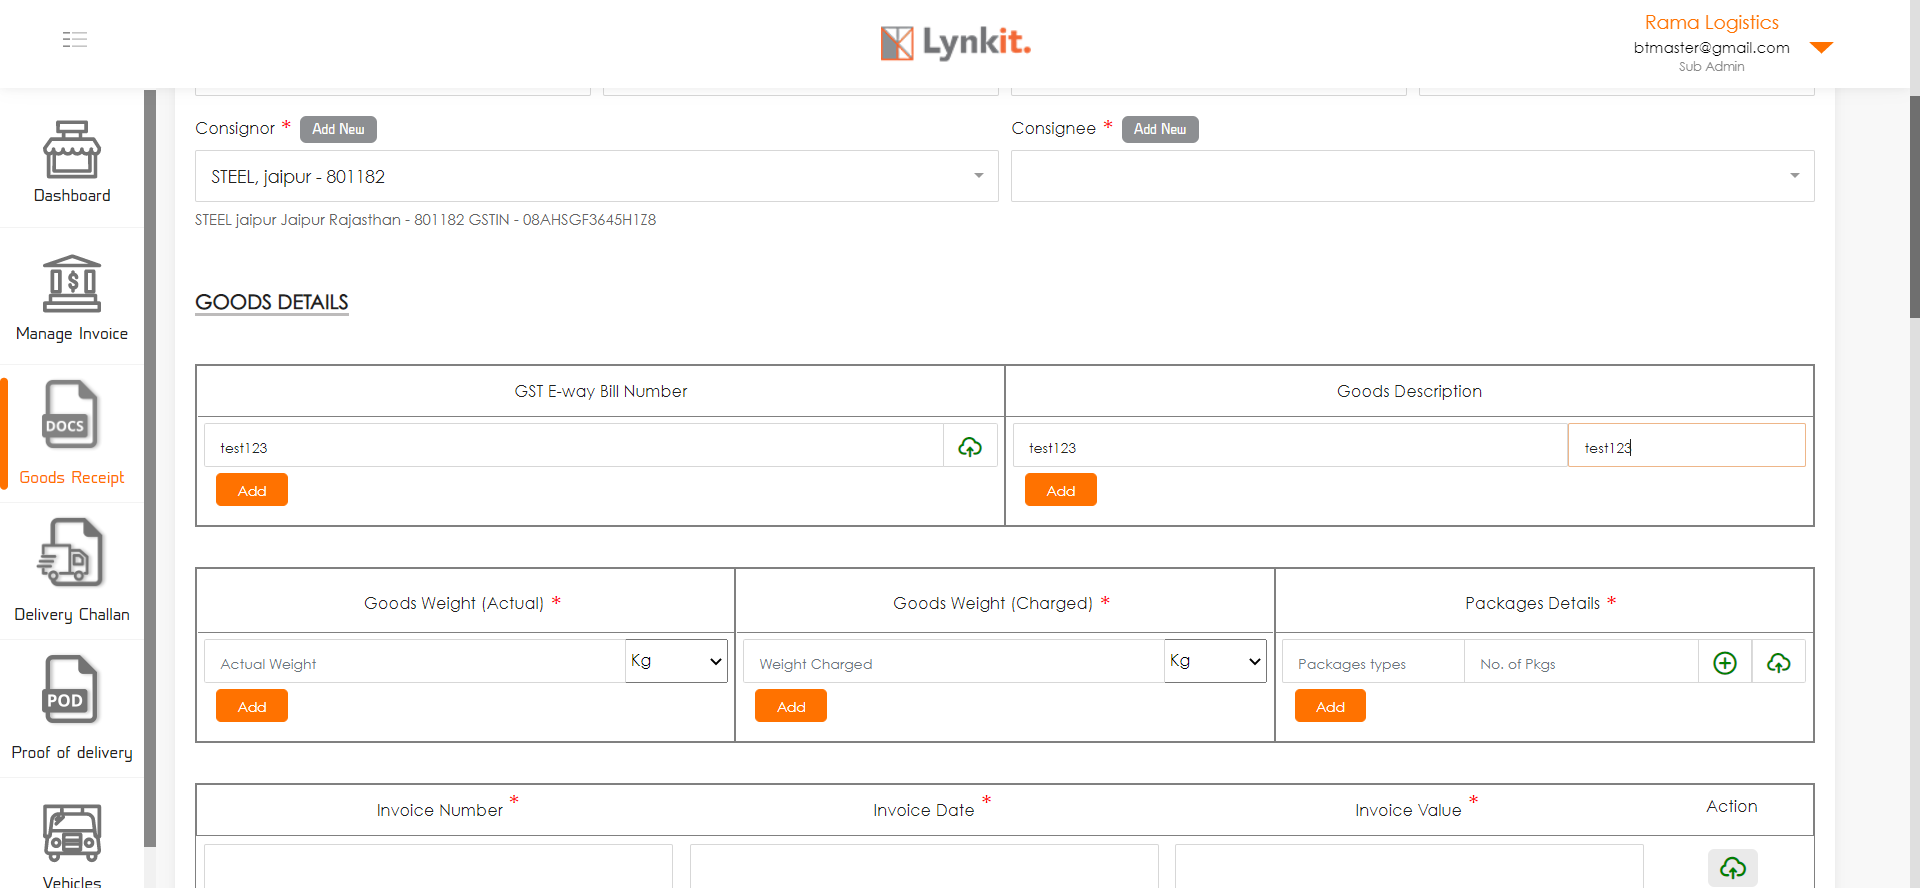 Lynkit.
Rama Logistics
btmaster@gmail.com
Sub Admin
Dashboard
Manage Invoice
DOCS
Goods Receipt
Delivery Challan
POD
Proof of delivery
Vehicles
Consignor * Add New
Consignee * Add New
STEEL, jaipur - 801182
STEEL jaipur Jaipur Rajasthan - 801182 GSTIN - 08AHSGF3645H1Z8
GOODS DETAILS
GST E-way Bill Number
Goods Description
test123
test123
test123
Add
Add
Goods Weight (Actual) *
Goods Weight (Charged) *
Packages Details *
Actual Weight
Kg
Weight Charged
Kg
Packages types
No. of Pkgs
Add
Add
Add
Invoice Number *
Invoice Date *
Invoice Value *
Action